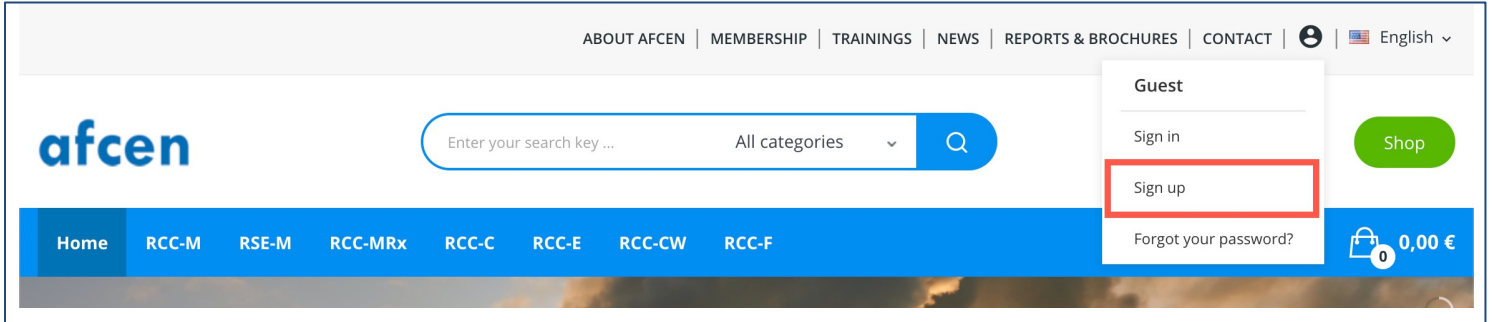 ABOUT AFCEN | MEMBERSHIP | TRAININGS | NEWS | REPORTS & BROCHURES | CONTACT | | English
Guest
afcen
Enter your search key ...
All categories
Sign in
Shop
Sign up
Home RCC-M RSE-M RCC-MRx RCC-C RCC-E RCC-CW RCC-F
Forgot your password?
0
0,00 €